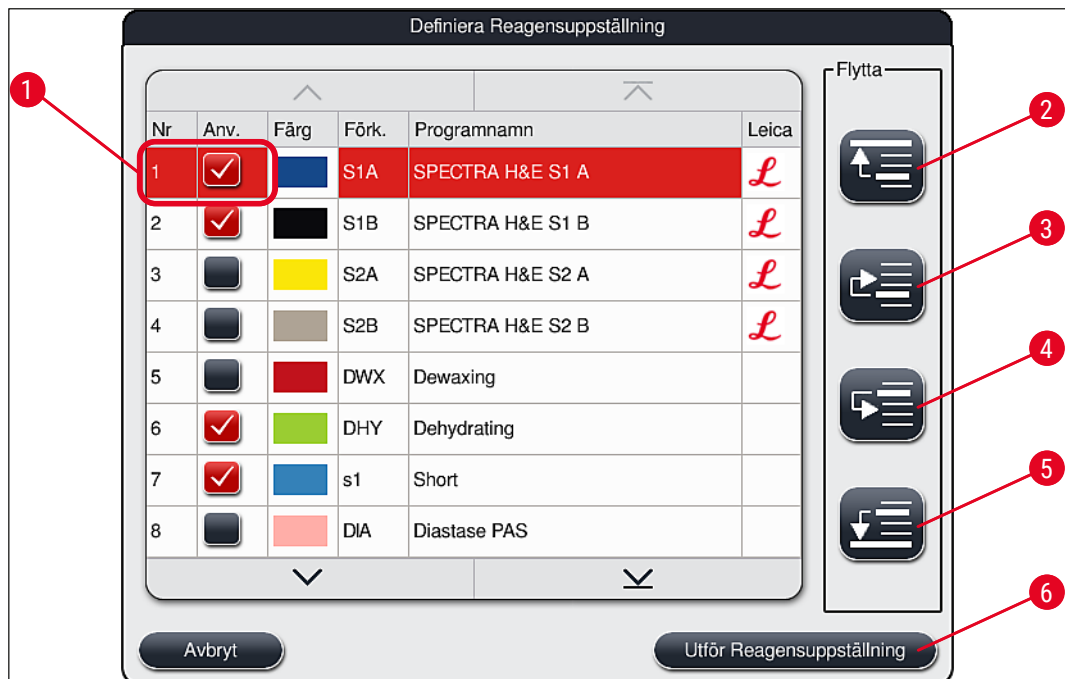 Definiera Reagensuppställning
Flytta
Nr Anv. Färg Förk. Programnamn Leica
1 S1A SPECTRA H&E S1 A L
2 S1B SPECTRA H&E S1 B L
3 S2A SPECTRA H&E S2 A L
4 S2B SPECTRA H&E S2 B L
5 DWX Dewaxing
6 DHY Dehydrating
7 s1 Short
8 DIA Diastase PAS
Avbryt
Utför Reagensuppställning
1
2
3
4
5
6